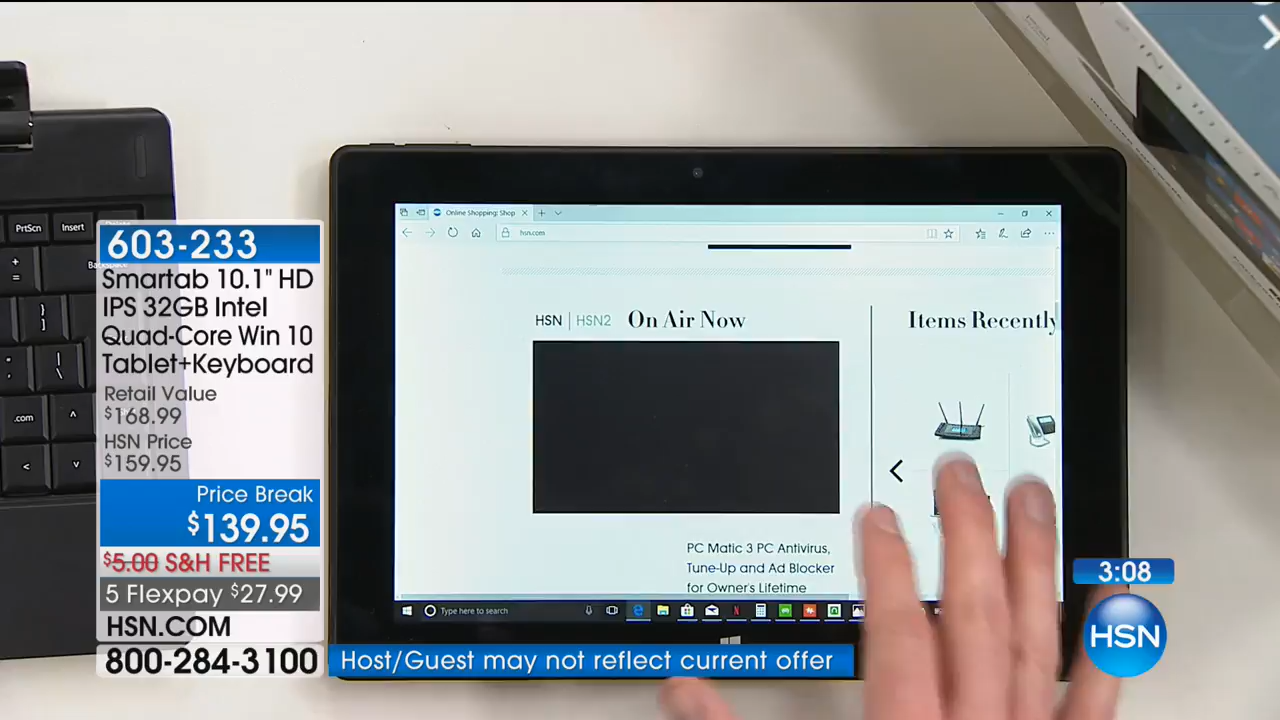 603-233
Smartab 10.1" HD
IPS 32GB Intel
Quad-Core Win 10
Tablet+Keyboard
Retail Value
$168.99
HSN Price
$159.95
Price Break
$139.95
$5.00 S&H FREE
5 Flexpay $27.99
HSN.COM
800-284-3100
Host/Guest may not reflect current offer
3:08
HSN
PrtScn
Insert
+
=
}
]
:
;
|
\
.com
^
<
v
Online Shopping: Shop
hsn.com
HSN | HSN2 On Air Now
Items Recently
PC Matic 3 PC Antivirus,
Tune-Up and Ad Blocker
for Owner's Lifetime
Type here to search